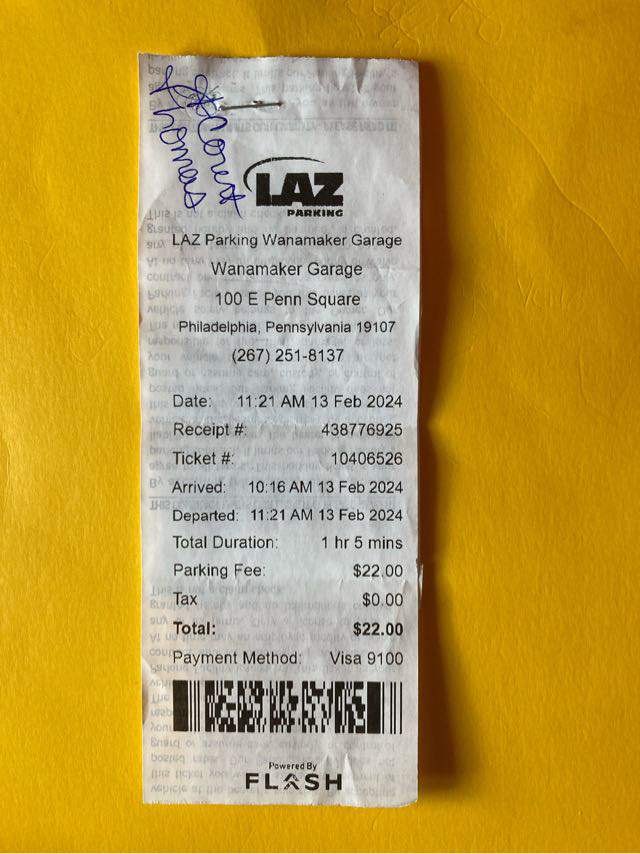 *Court
Thomas
LAZ
PARKING
LAZ Parking Wanamaker Garage
Wanamaker Garage
100 E Penn Square
Philadelphia, Pennsylvania 19107
(267) 251-8137
Date: 11:21 AM 13 Feb 2024
Receipt #: 438776925
Ticket #: 10406526
Arrived: 10:16 AM 13 Feb 2024
Departed: 11:21 AM 13 Feb 2024
Total Duration: 1 hr 5 mins
Parking Fee: $22.00
Tax $0.00
Total: $22.00
Payment Method: Visa 9100
Powered By
FLASH